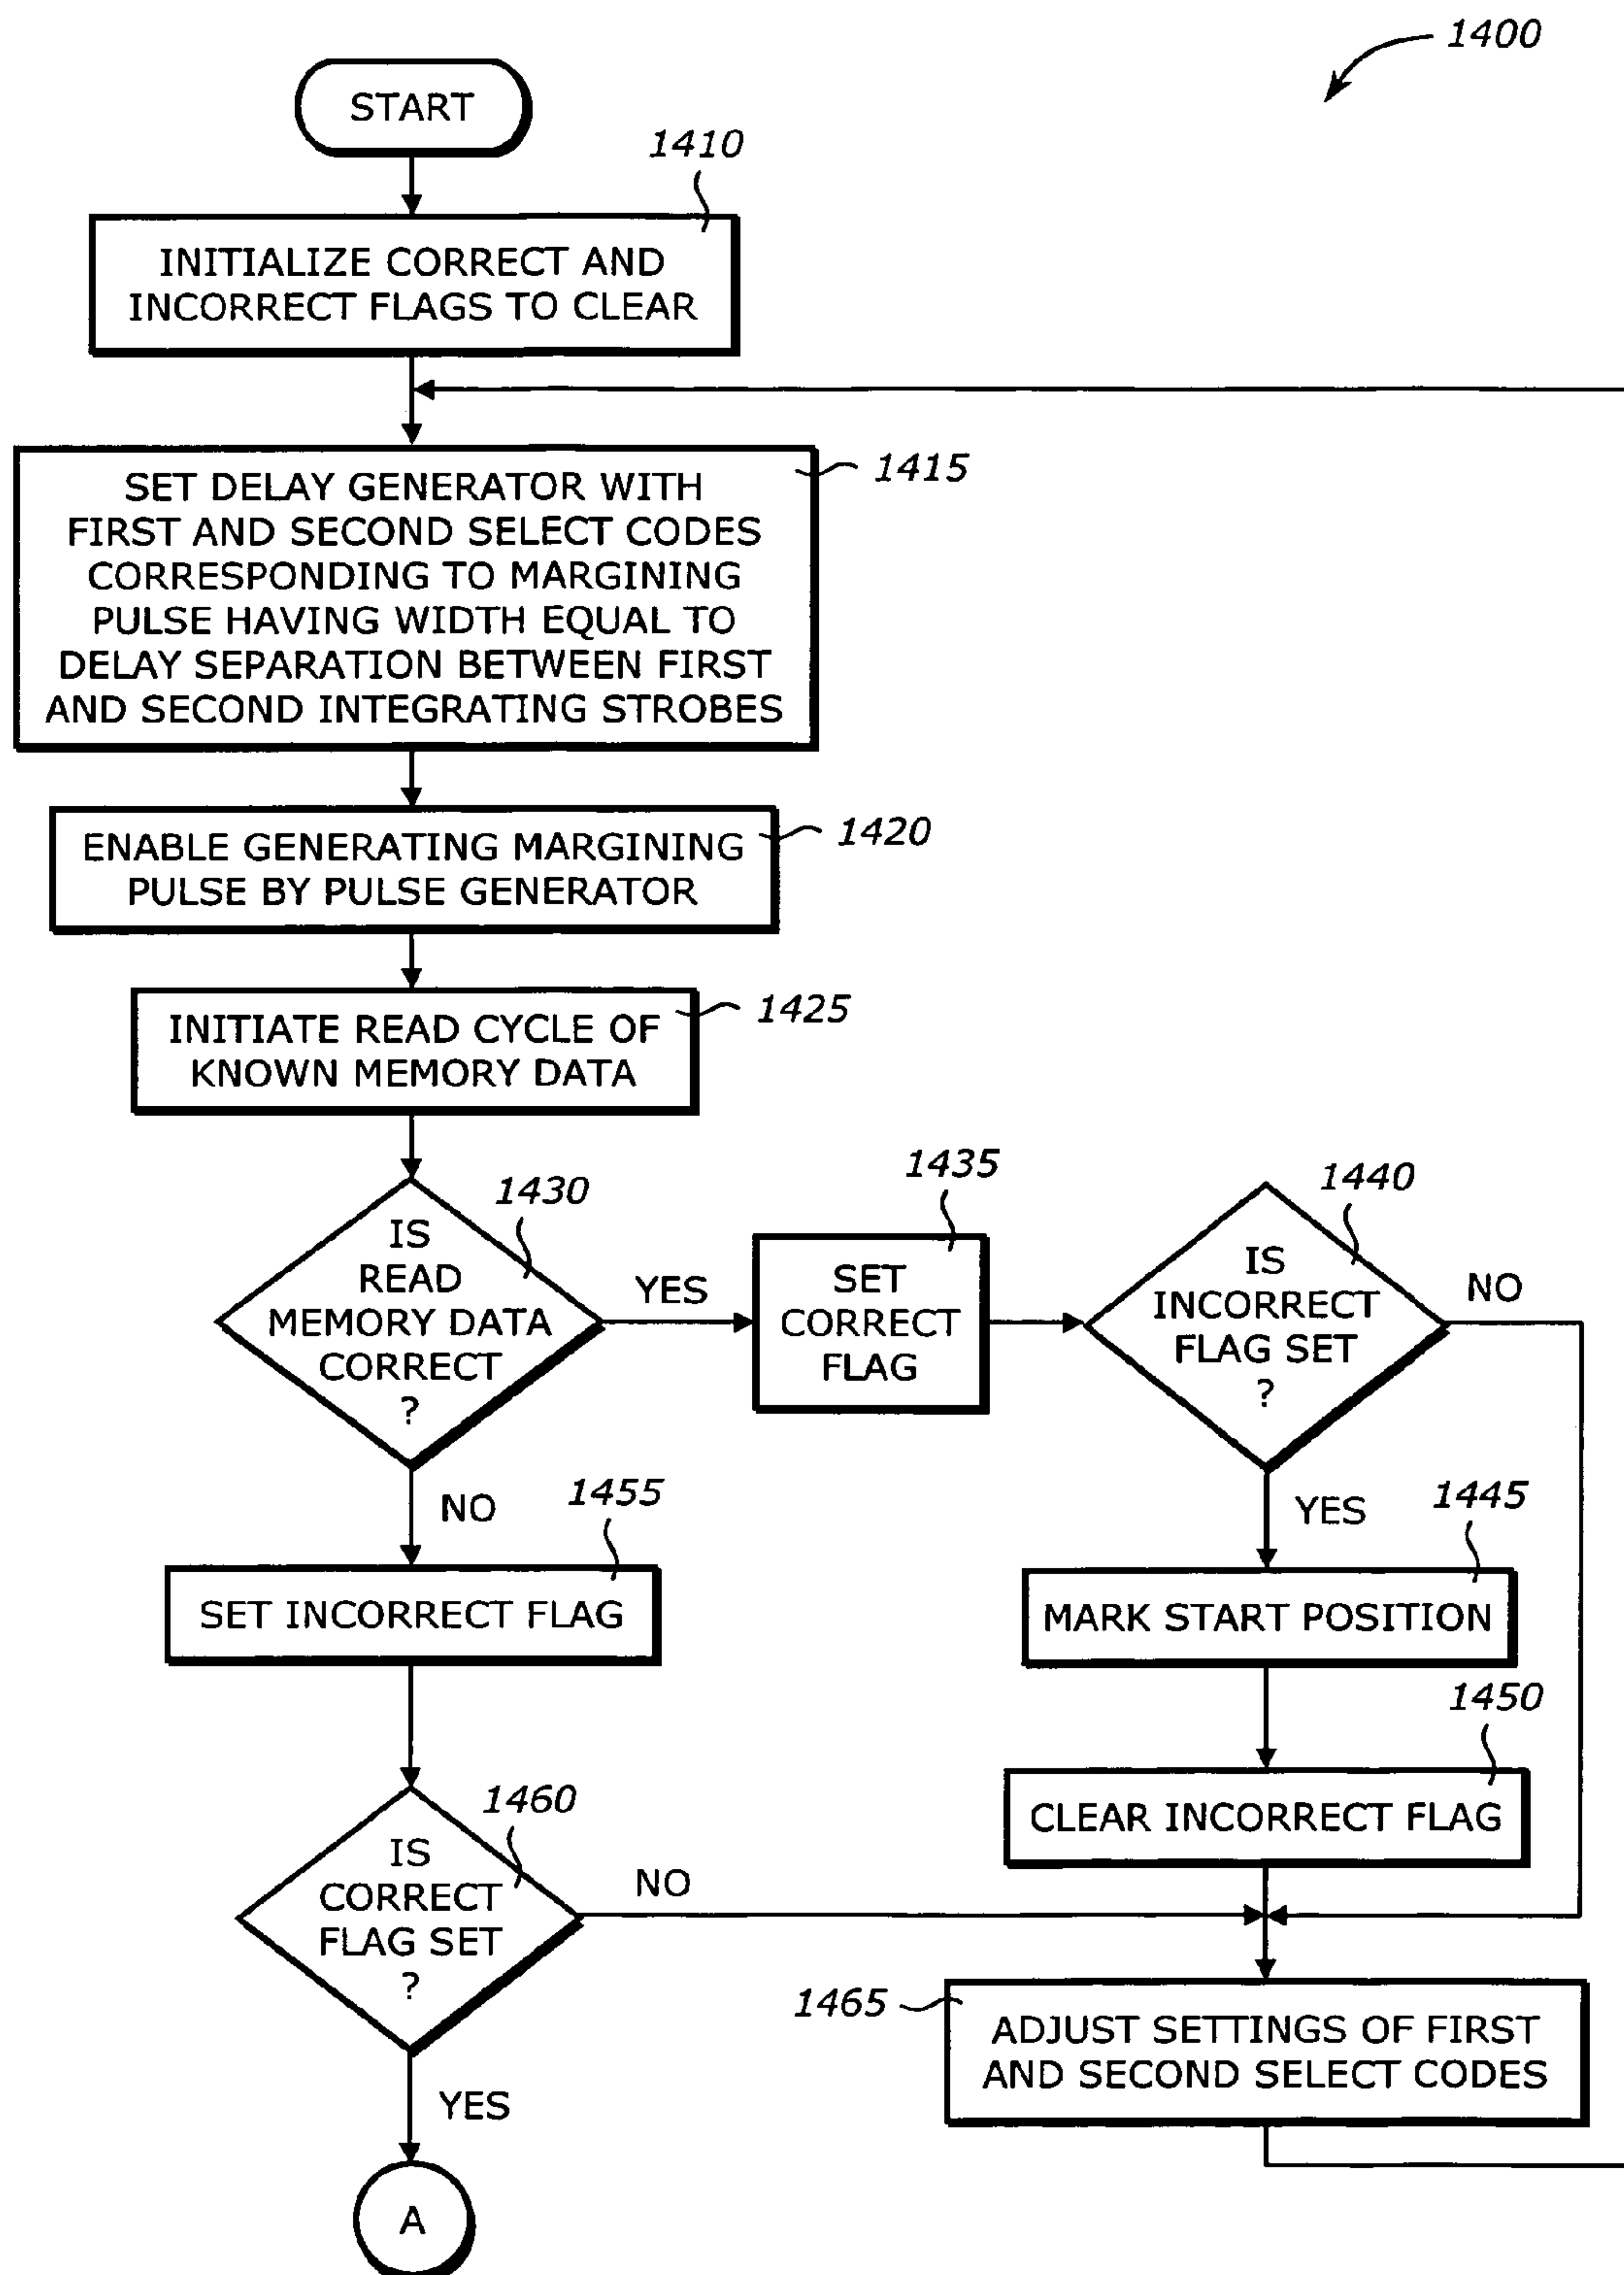 1400
START
1410
INITIALIZE CORRECT AND
INCORRECT FLAGS TO CLEAR
1415
SET DELAY GENERATOR WITH
FIRST AND SECOND SELECT CODES
CORRESPONDING TO MARGINING
PULSE HAVING WIDTH EQUAL TO
DELAY SEPARATION BETWEEN FIRST
AND SECOND INTEGRATING STROBES
1420
ENABLE GENERATING MARGINING
PULSE BY PULSE GENERATOR
1425
INITIATE READ CYCLE OF
KNOWN MEMORY DATA
1430
IS
READ
MEMORY DATA
CORRECT
?
YES
1435
SET
CORRECT
FLAG
1440
IS
INCORRECT
FLAG SET
?
NO
NO
1455
SET INCORRECT FLAG
YES
1445
MARK START POSITION
1450
CLEAR INCORRECT FLAG
1460
IS
CORRECT
FLAG SET
?
NO
1465
ADJUST SETTINGS OF FIRST
AND SECOND SELECT CODES
YES
A